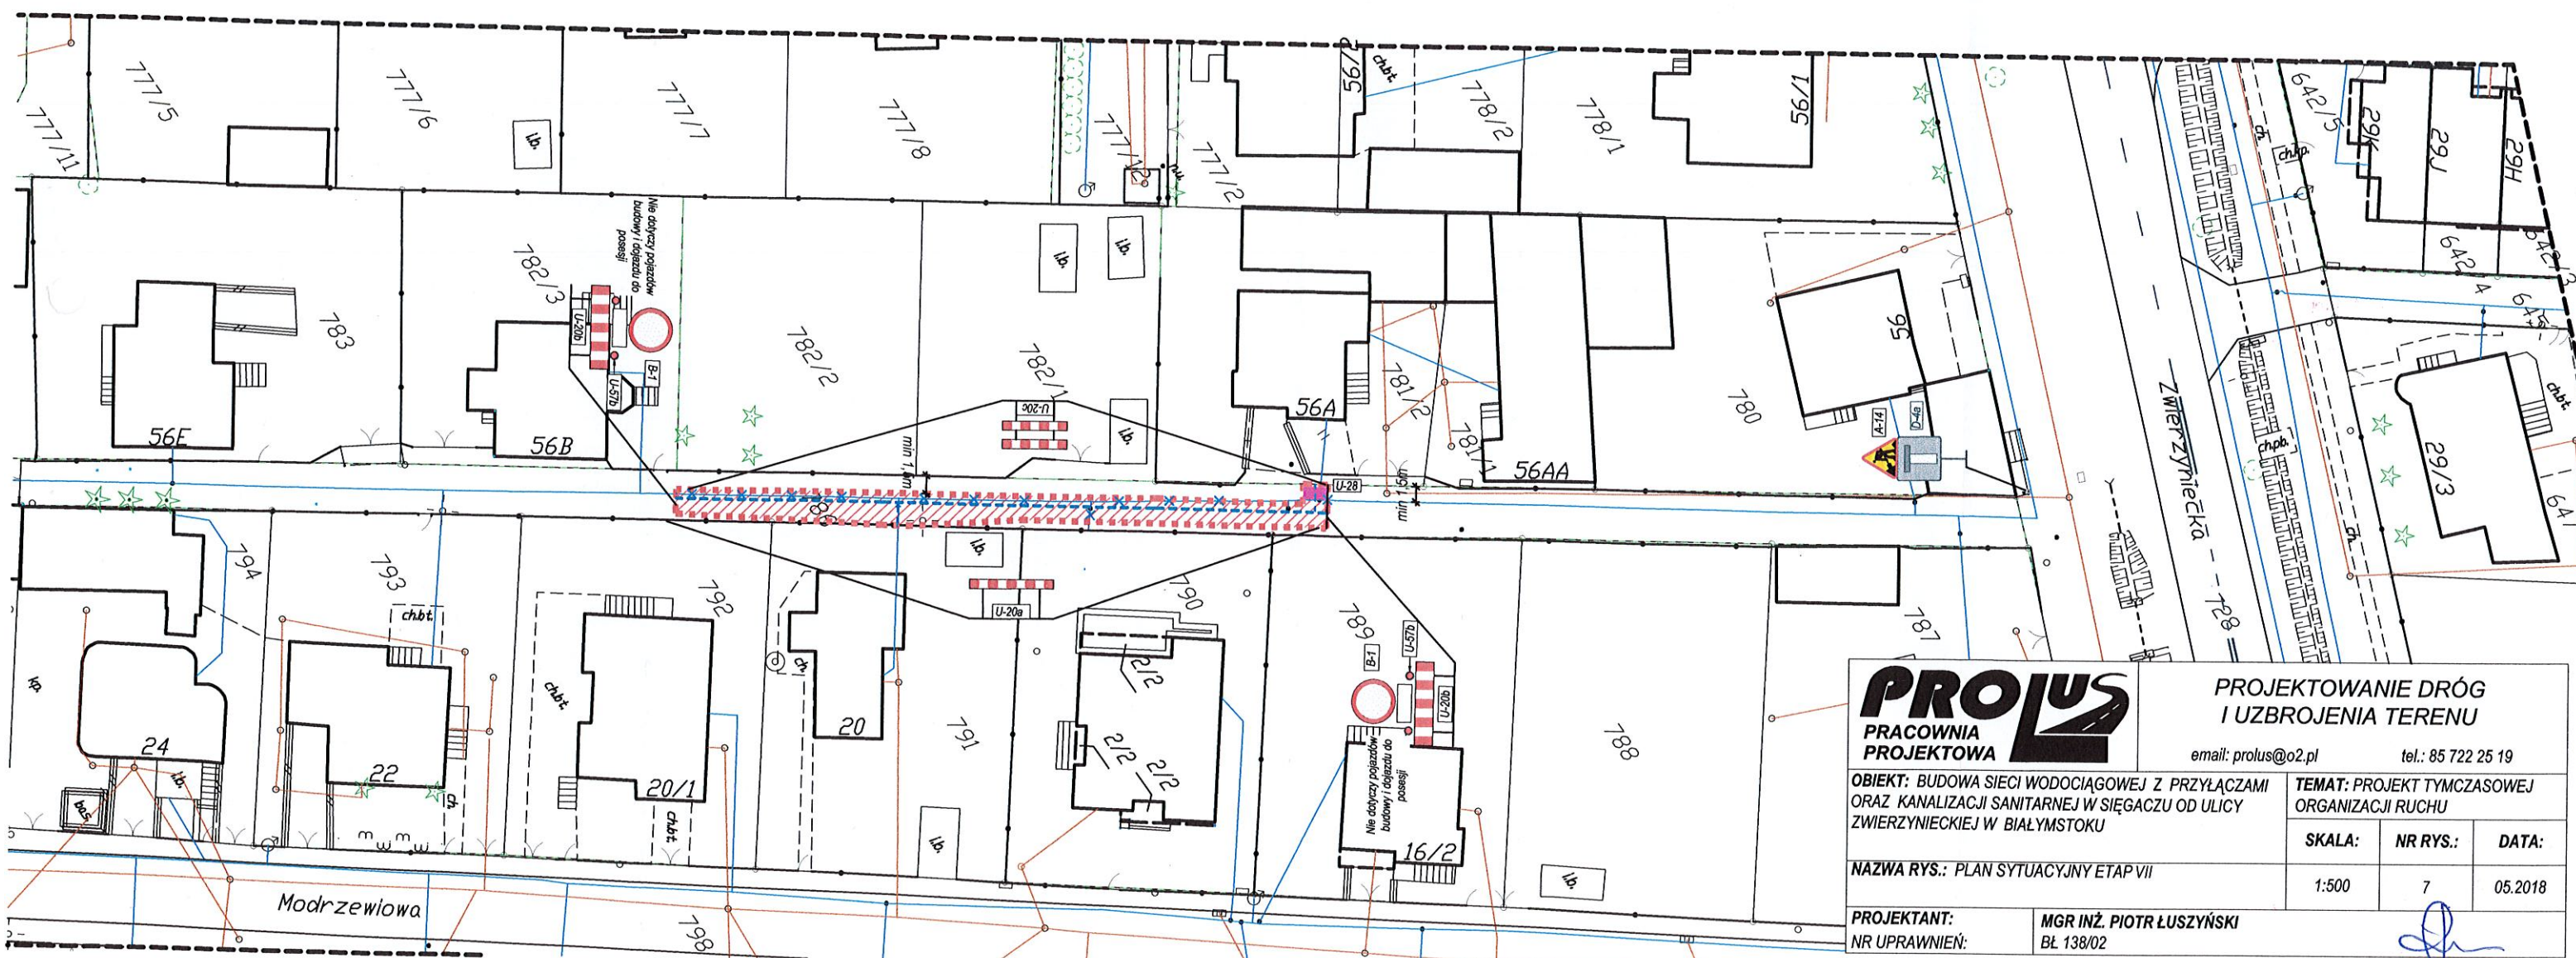 777/11
777/5
777/6
i.b.
777/7
777/8
777/12
777/2
56/2
ch.bt.
778/2
778/1
56/1
642/5
29K
29J
29H
ch.
ch.kp.
783
56E
782/3
U-20b
Nie dotyczy pojazdów
budowy i dojazdu do
posesji
B-1
U-57b
56B
782/2
782/1
i.b.
i.b.
i.b.
U-20c
56A
781/2
781/1
56AA
780
56
A-14
D-4a
Zwierzyniecka
728
ch.pb.
ch.
29/3
ch.bt.
641
U-28
min 1,5m
794
793
792
790
789
787
788
791
kp.
24
i.b.
bas.
22
ch.bt.
ch.
20/1
ch.bt.
ch.bt.
20
ch.
i.b.
U-20a
2/2
2/2
2/2
i.b.
B-1
U-57b
U-20b
Nie dotyczy pojazdów
budowy i dojazdu do
posesji
16/2
i.b.
Modrzewiowa
798
PROLUS
PRACOWNIA
PROJEKTOWA
PROJEKTOWANIE DRÓG
I UZBROJENIA TERENU
email: prolus@o2.pl tel.: 85 722 25 19
OBIEKT: BUDOWA SIECI WODOCIĄGOWEJ Z PRZYŁĄCZAMI
ORAZ KANALIZACJI SANITARNEJ W SIĘGACZU OD ULICY
ZWIERZYNIECKIEJ W BIAŁYMSTOKU
TEMAT: PROJEKT TYMCZASOWEJ
ORGANIZACJI RUCHU
SKALA: NR RYS.: DATA:
NAZWA RYS.: PLAN SYTUACYJNY ETAP VII
1:500 7 05.2018
PROJEKTANT: MGR INŻ. PIOTR ŁUSZYŃSKI
NR UPRAWNIEŃ: BŁ 138/02